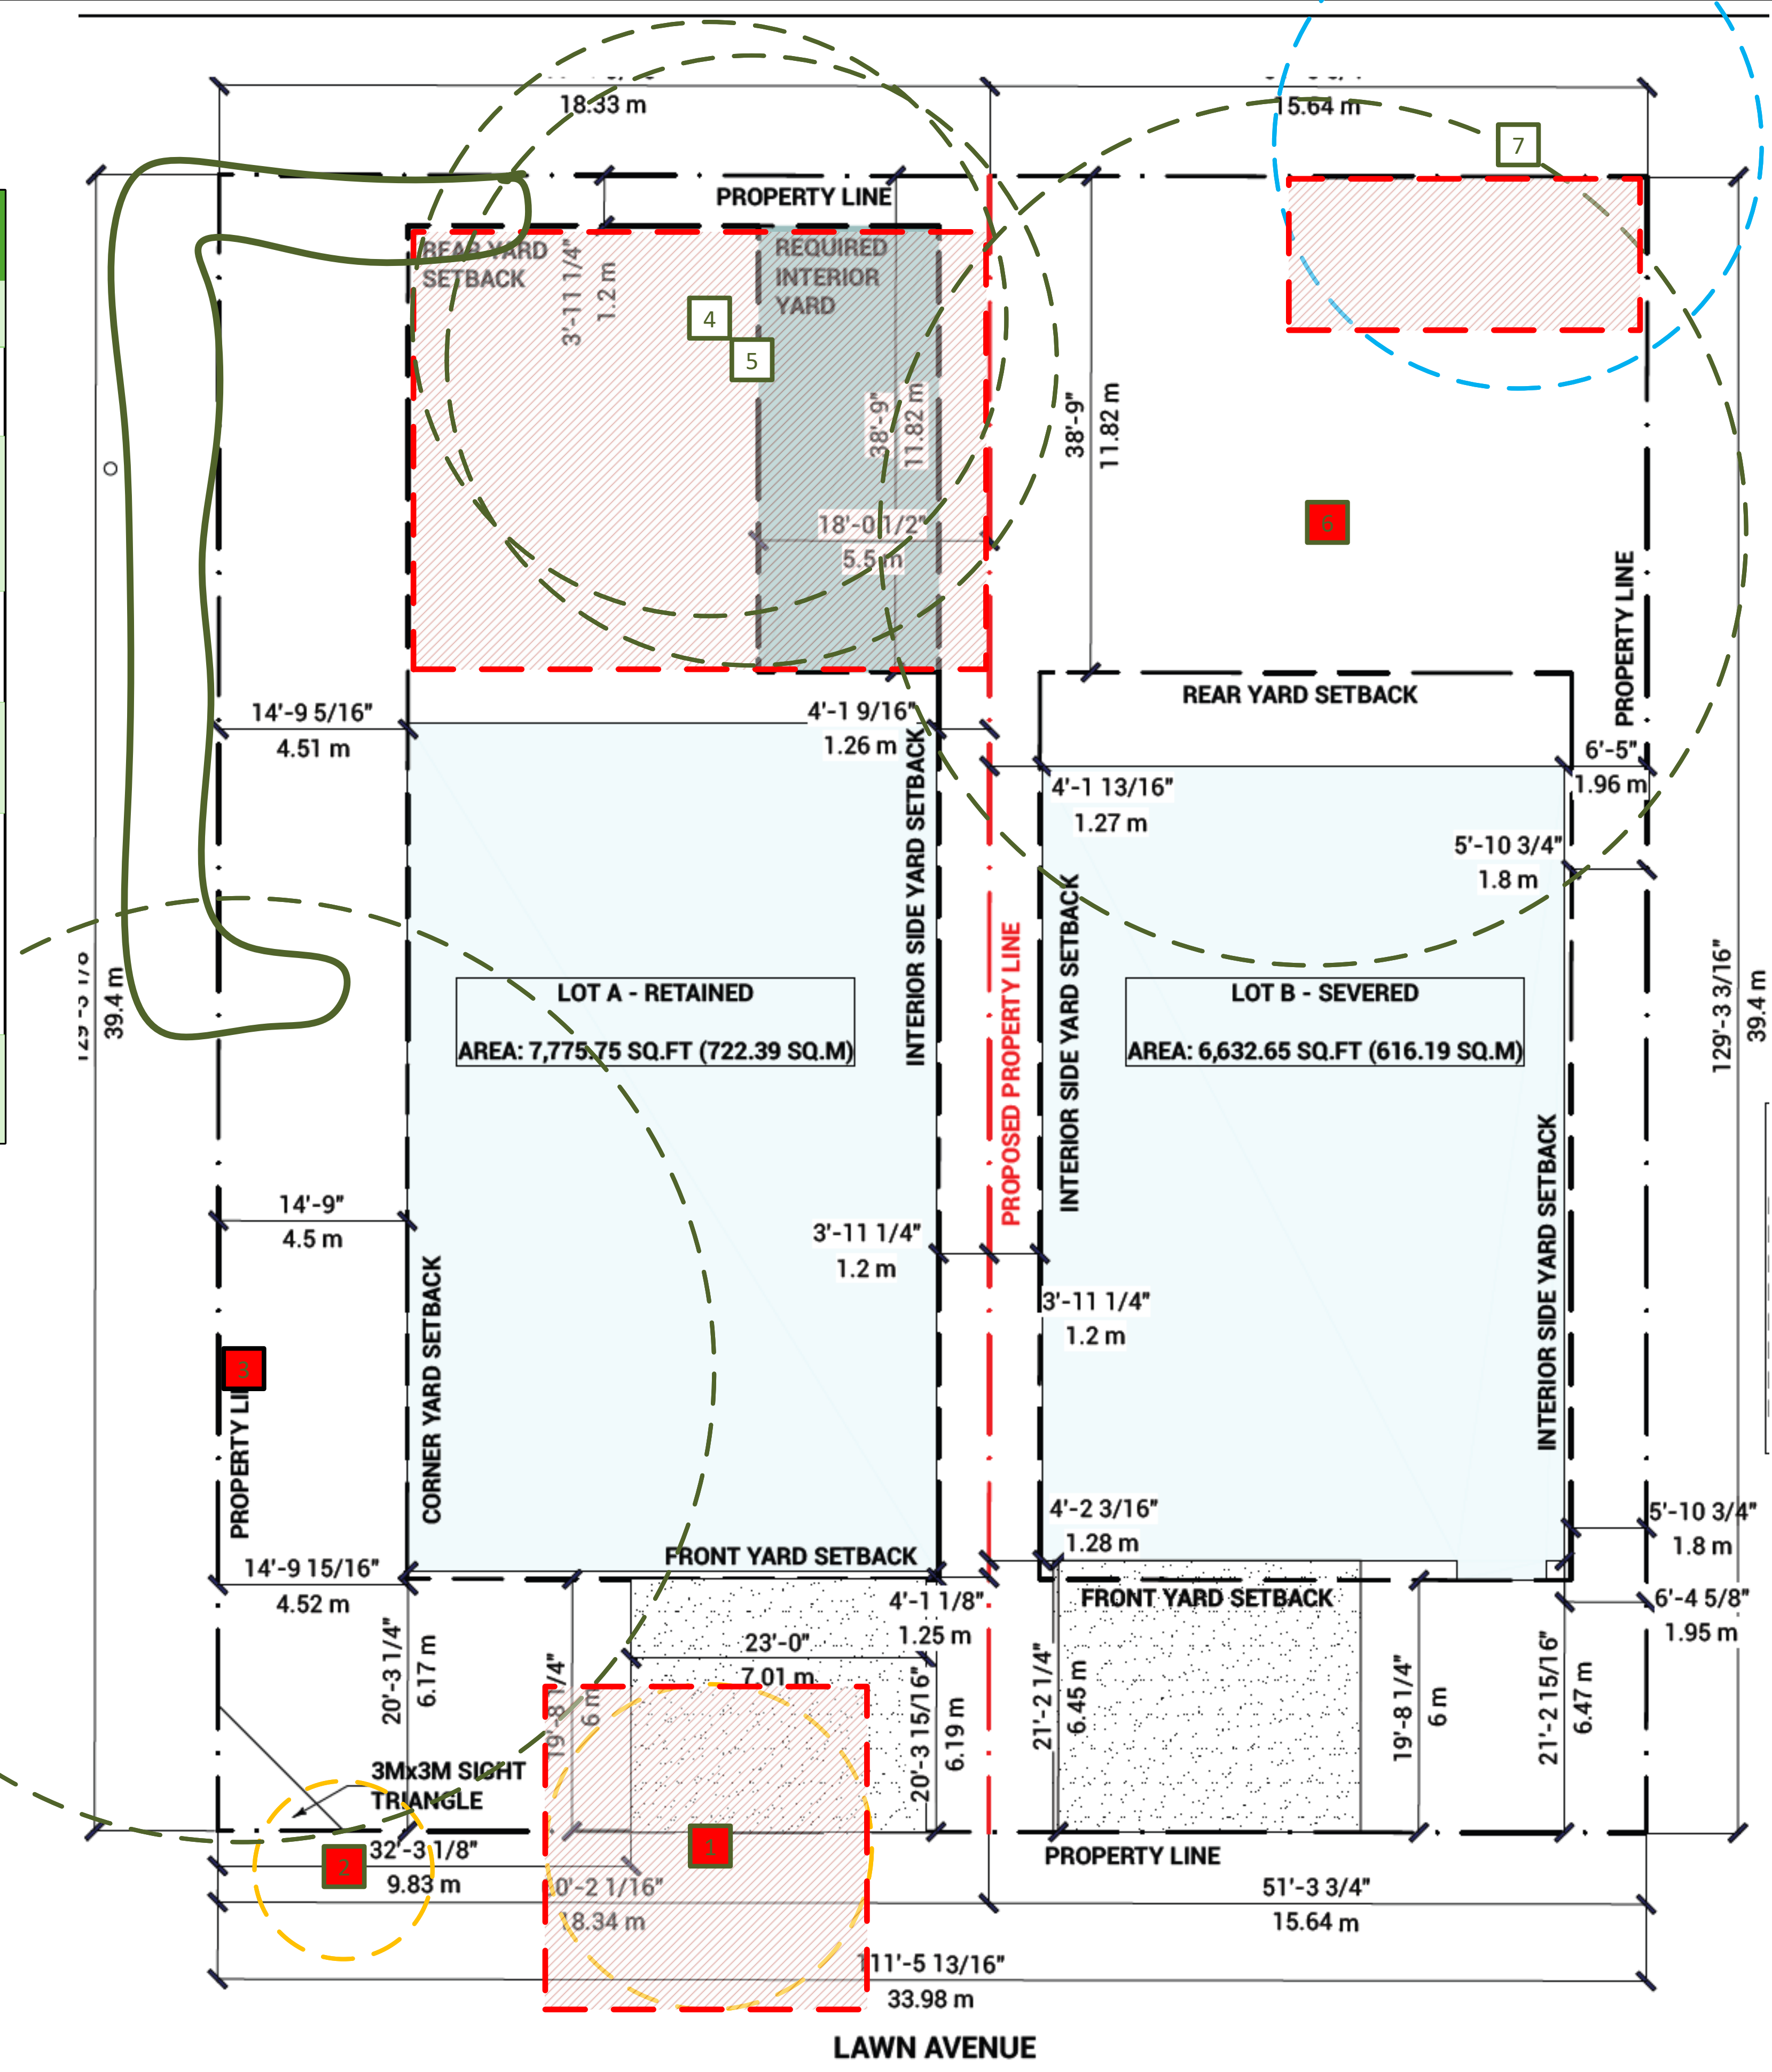 18.33 m
15.64 m
7
PROPERTY LINE
REAR YARD
SETBACK
3'-11 1/4"
1.2 m
REQUIRED
INTERIOR
YARD
4
5
38'-9"
11.82 m
38'-9"
11.82 m
18'-0 1/2"
5.5 m
6
PROPERTY LINE
REAR YARD SETBACK
14'-9 5/16"
4.51 m
4'-1 9/16"
1.26 m
6'-5"
1.96 m
4'-1 13/16"
1.27 m
5'-10 3/4"
1.8 m
INTERIOR SIDE YARD SETBACK
INTERIOR SIDE YARD SETBACK
PROPOSED PROPERTY LINE
39.4 m
129'-3 3/16"
39.4 m
LOT A - RETAINED
AREA: 7,775.75 SQ.FT (722.39 SQ.M)
LOT B - SEVERED
AREA: 6,632.65 SQ.FT (616.19 SQ.M)
14'-9"
4.5 m
3'-11 1/4"
1.2 m
3'-11 1/4"
1.2 m
INTERIOR SIDE YARD SETBACK
CORNER YARD SETBACK
3
PROPERTY LI
4'-2 3/16"
1.28 m
5'-10 3/4"
1.8 m
FRONT YARD SETBACK
14'-9 15/16"
4.52 m
4'-1 1/8"
1.25 m
FRONT YARD SETBACK
6'-4 5/8"
1.95 m
20'-3 1/4"
6.17 m
19'-8 1/4"
6 m
23'-0"
7.01 m
20'-3 15/16"
6.19 m
21'-2 1/4"
6.45 m
19'-8 1/4"
6 m
21'-2 15/16"
6.47 m
3Mx3M SIGHT
TRIANGLE
1
2
32'-3 1/8"
9.83 m
PROPERTY LINE
0'-2 1/16"
18.34 m
51'-3 3/4"
15.64 m
111'-5 13/16"
33.98 m
LAWN AVENUE